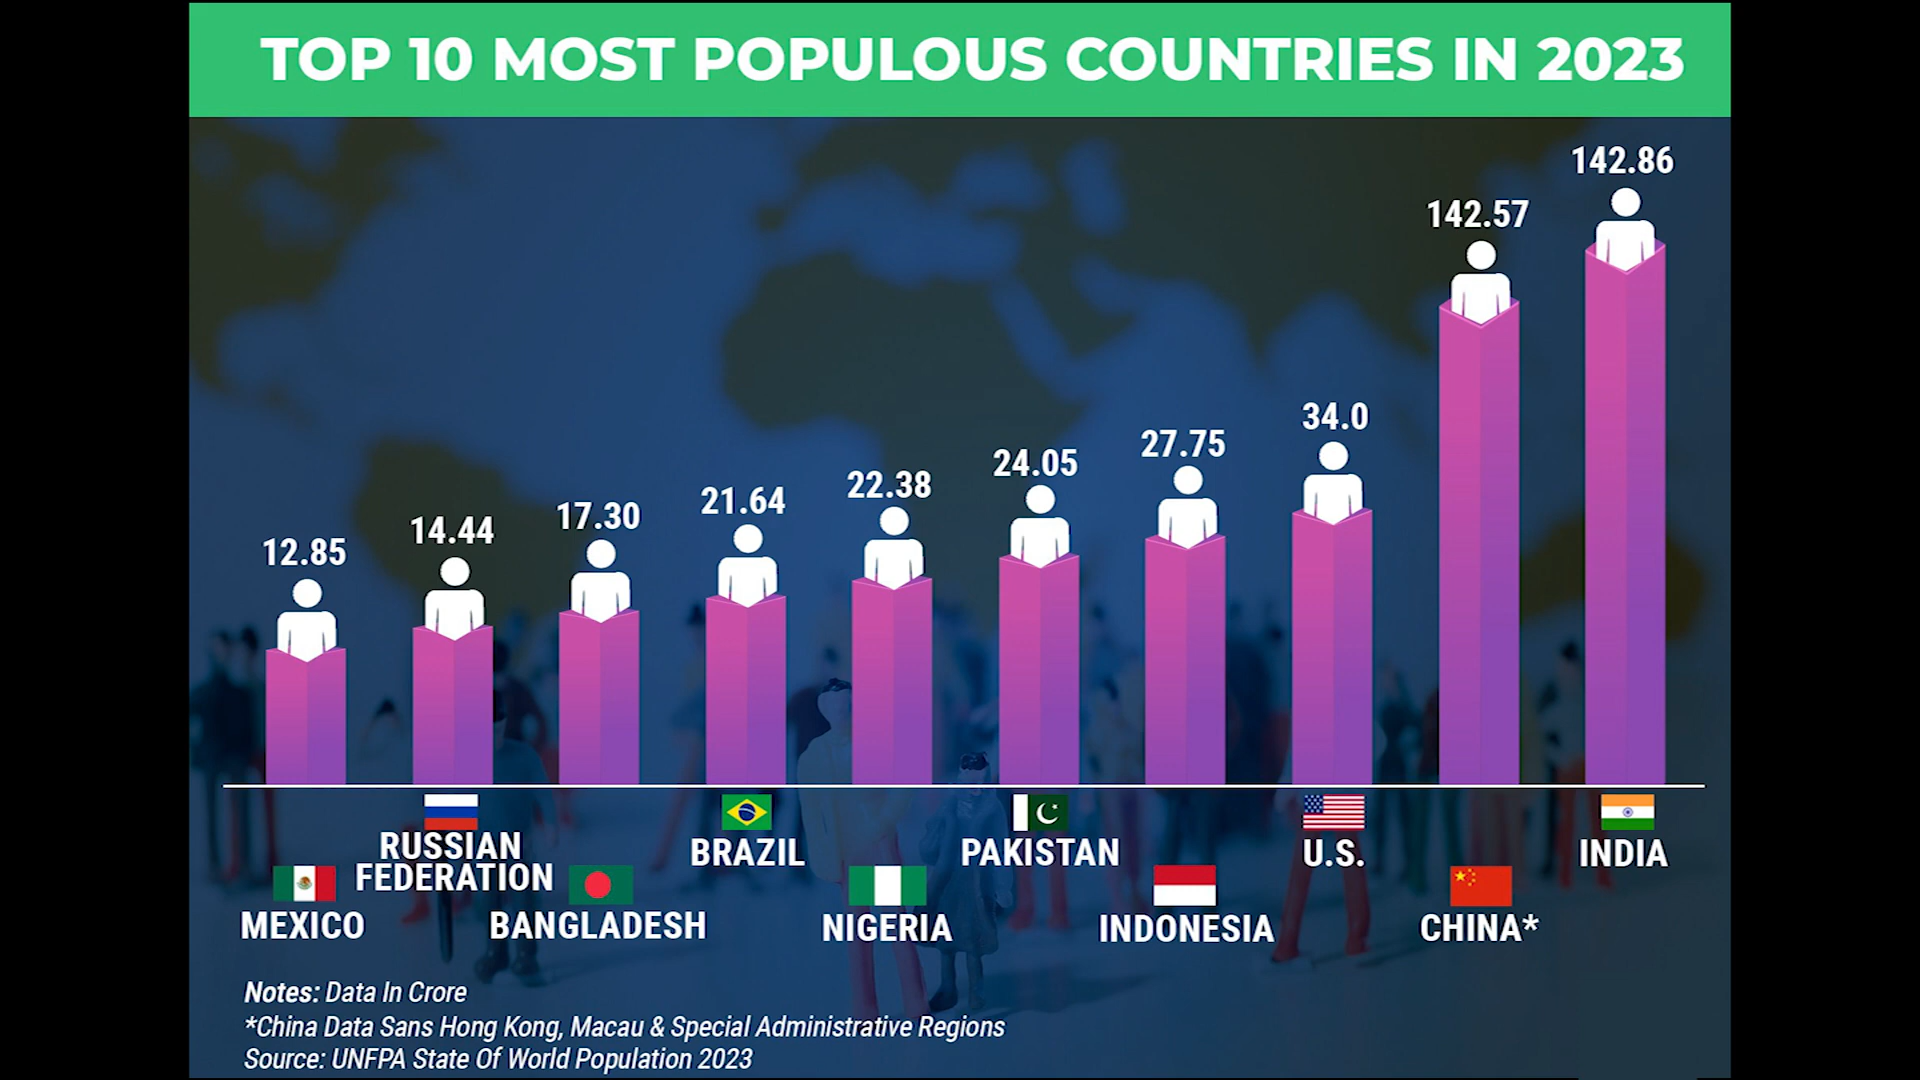 TOP 10 MOST POPULOUS COUNTRIES IN 2023
12.85
14.44
17.30
21.64
22.38
24.05
27.75
34.0
142.57
142.86
MEXICO
RUSSIAN
FEDERATION
BANGLADESH
BRAZIL
NIGERIA
PAKISTAN
INDONESIA
U.S.
CHINA*
INDIA
Notes: Data In Crore
*China Data Sans Hong Kong, Macau & Special Administrative Regions
Source: UNFPA State Of World Population 2023